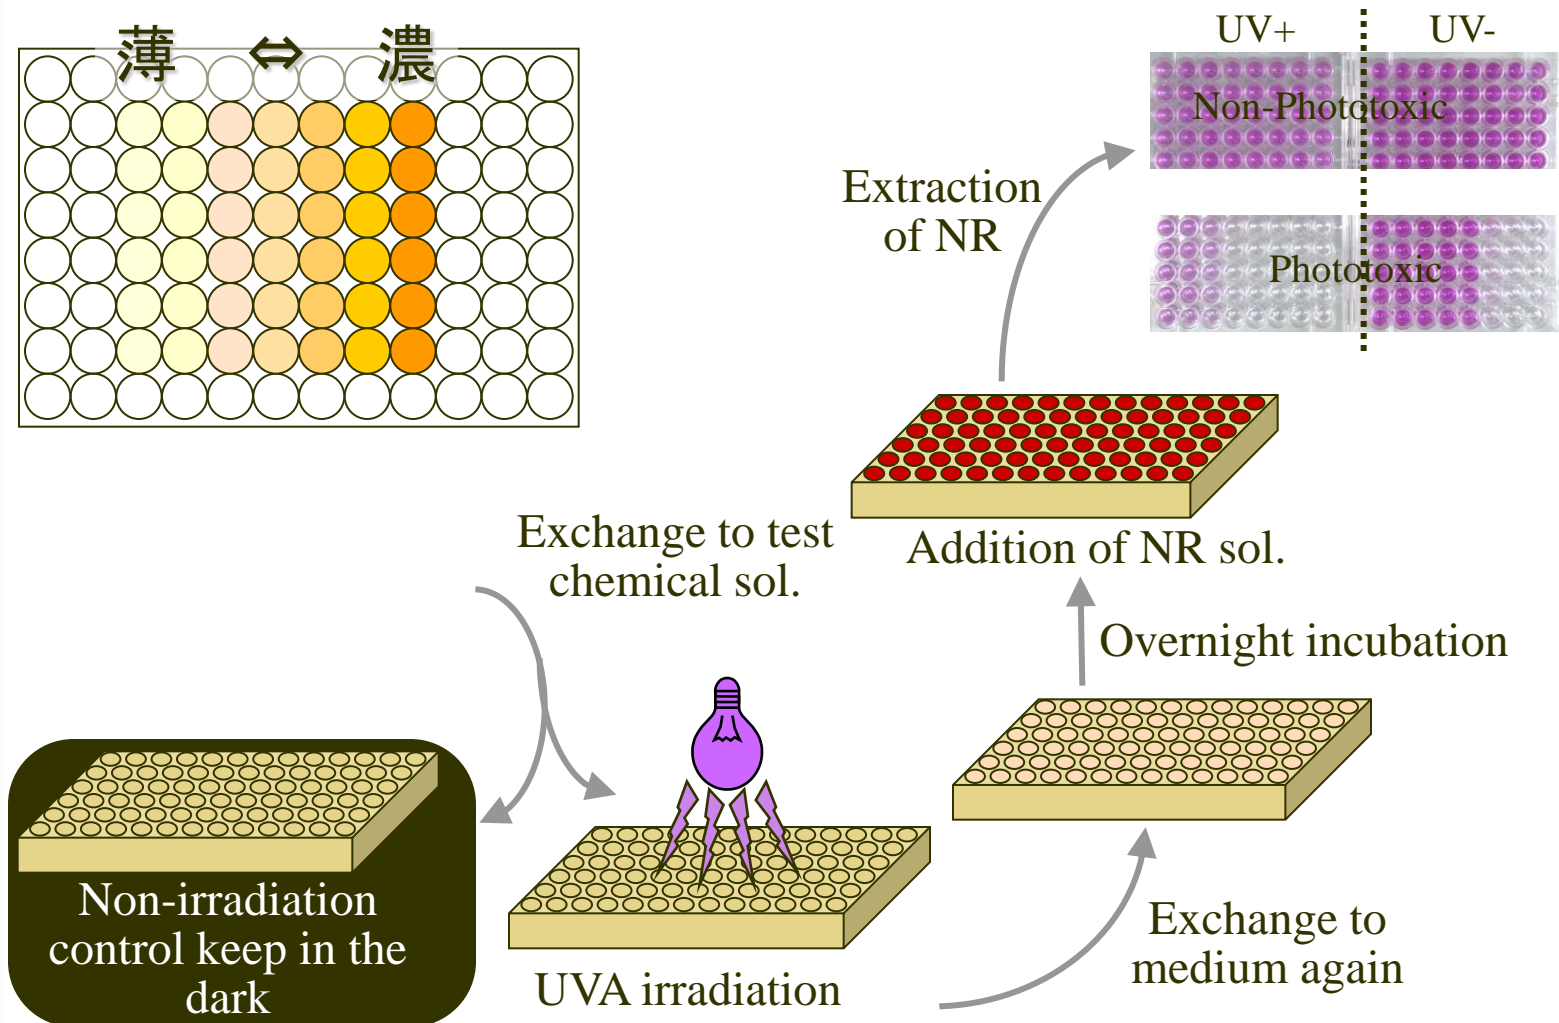 薄 ⇔ 濃
UV+
UV-
Non-Phototoxic
Phototoxic
Extraction
of NR
Addition of NR sol.
Exchange to test
chemical sol.
Overnight incubation
Non-irradiation
control keep in the
dark
UVA irradiation
Exchange to
medium again